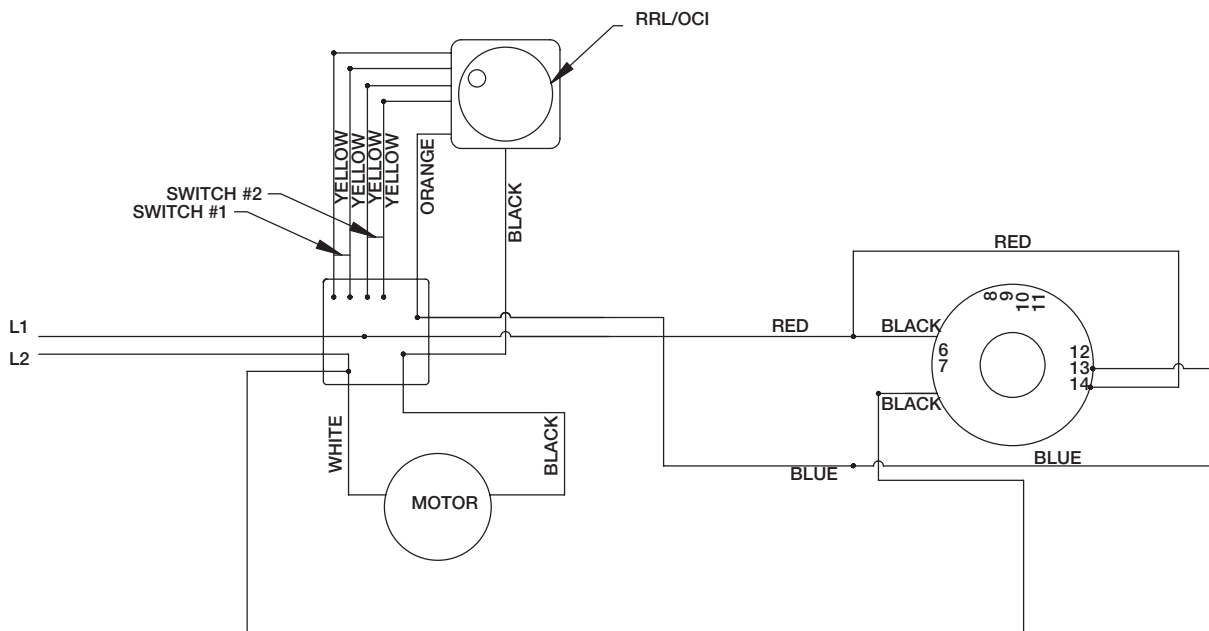 RRL/OCI
YELLOW
YELLOW
YELLOW
YELLOW
ORANGE
BLACK
SWITCH #2
SWITCH #1
RED
L1
RED
BLACK
8
9
10
11
6
7
12
13
14
L2
BLACK
WHITE
BLACK
BLUE
BLUE
MOTOR